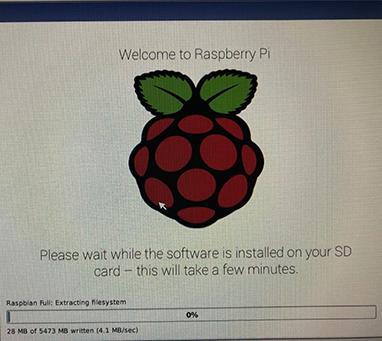 Welcome to Raspberry Pi
Please wait while the software is installed on your SD
card – this will take a few minutes.
Raspbian Full: Extracting filesystem
0%
28 MB of 5473 MB written (4.1 MB/sec)